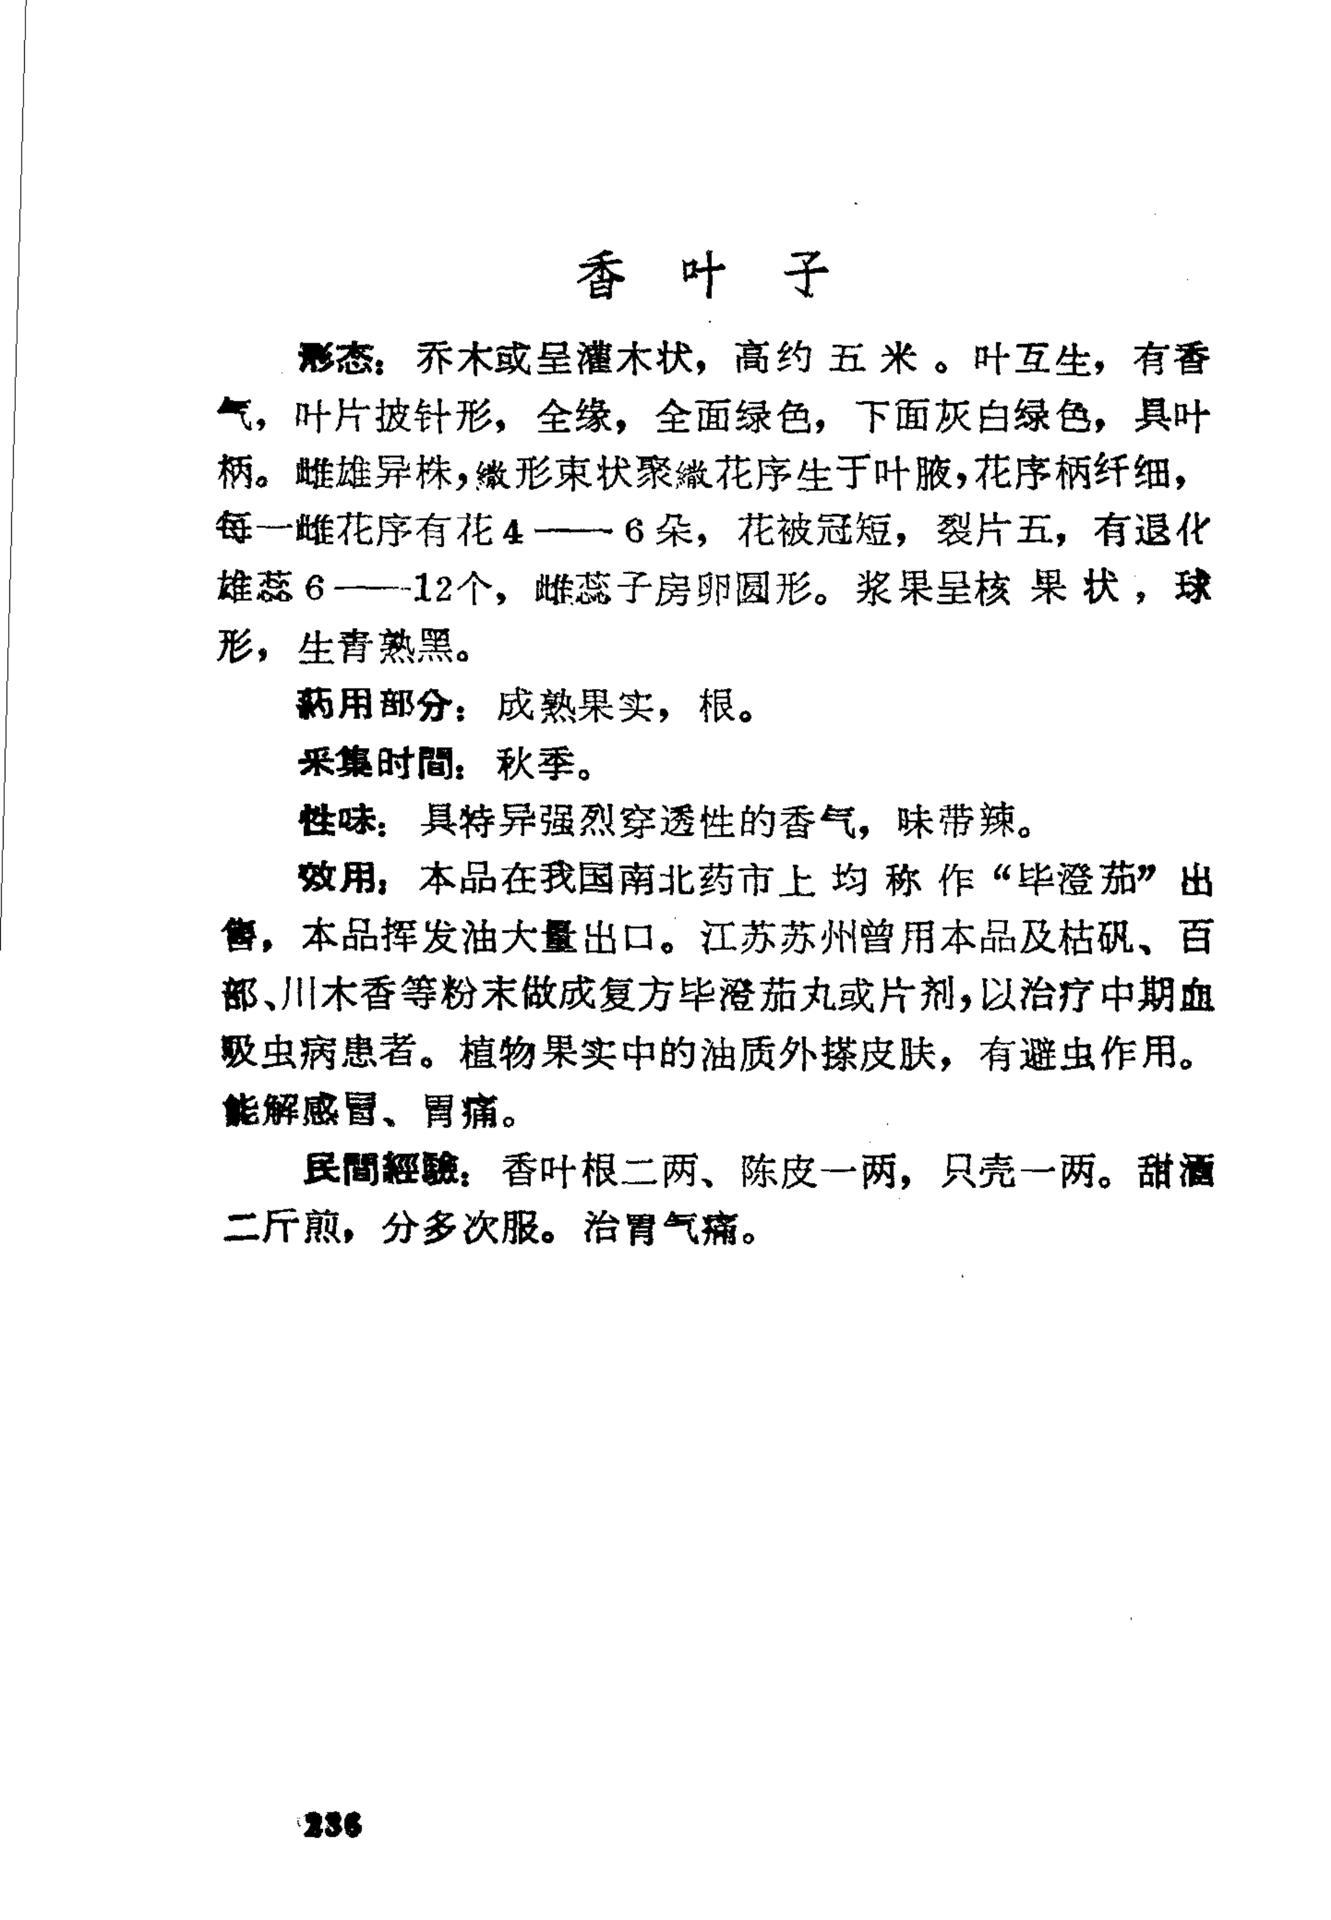 香叶子
形态：乔木或呈灌木状，高约五米。叶互生，有香
气，叶片披针形，全缘，全面绿色，下面灰白绿色，具叶
柄。雌雄异株，繖形束状聚繖花序生于叶腋，花序柄纤细，
每一雌花序有花4——6朵，花被冠短，裂片五，有退化
雄蕊6——12个，雌蕊子房卵圆形。浆果呈核果状，球
形，生青熟黑。
药用部分：成熟果实，根。
采集时間：秋季。
性味：具特异强烈穿透性的香气，味带辣。
效用：本品在我国南北药市上均称作“毕澄茄”出
售，本品挥发油大量出口。江苏苏州曾用本品及枯矾、百
部、川木香等粉末做成复方毕澄茄丸或片剂，以治疗中期血
吸虫病患者。植物果实中的油质外搽皮肤，有避虫作用。
能解感冒、胃痛。
民間經驗：香叶根二两、陈皮一两，只壳一两。甜酒
二斤煎，分多次服。治胃气痛。
236